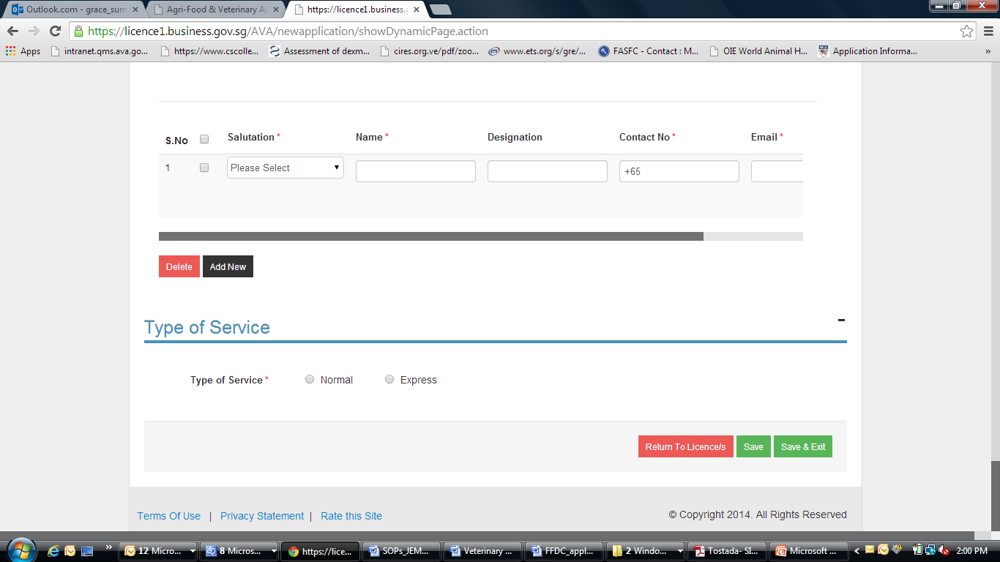 Outlook.com - grace_sum
Agri-Food & Veterinary A
https://licence1.business.g
https://licence1.business.gov.sg/AVA/newapplication/showDynamicPage.action
Apps intranet.qms.ava.go... https://www.cscolle... Assessment of dexm... cires.org.ve/pdf/zoo... www.ets.org/s/gre/... FASFC - Contact : M... OIE World Animal H... Application Informa... »
S.No Salutation * Name * Designation Contact No * Email *
1 Please Select +65
Delete Add New
Type of Service
Type of Service * Normal Express
Return To Licence/s Save Save & Exit
Terms Of Use | Privacy Statement | Rate this Site
© Copyright 2014. All Rights Reserved
» 12 Micro... 8 Micros... https://lice... SOPs_JEM... Veterinary ... FFDC_appl... 2 Windo... Tostada- SI... Microsoft ... < 2:00 PM